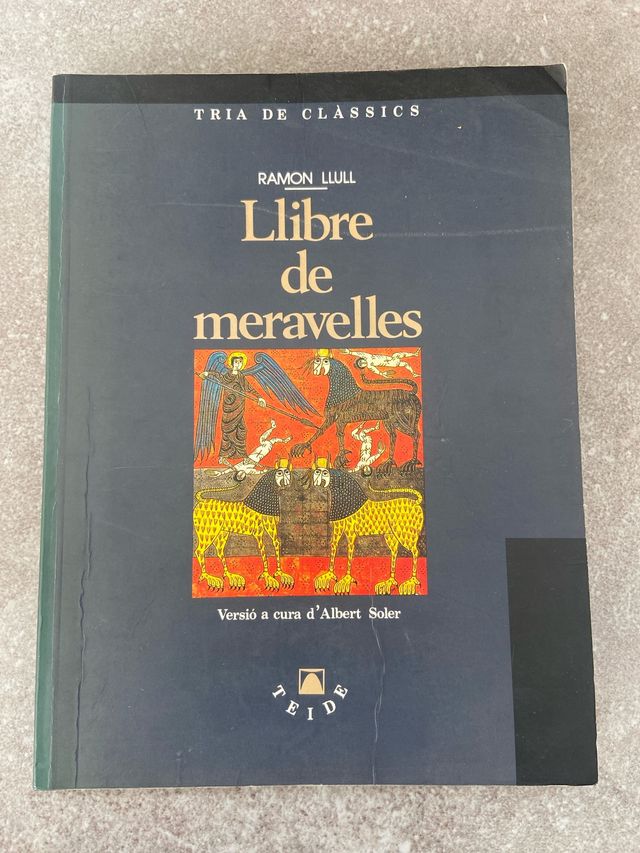 TRIA DE CLÀSSICS
RAMON LLULL
Llibre
de
meravelles
Versió a cura d'Albert Soler
TEIDE